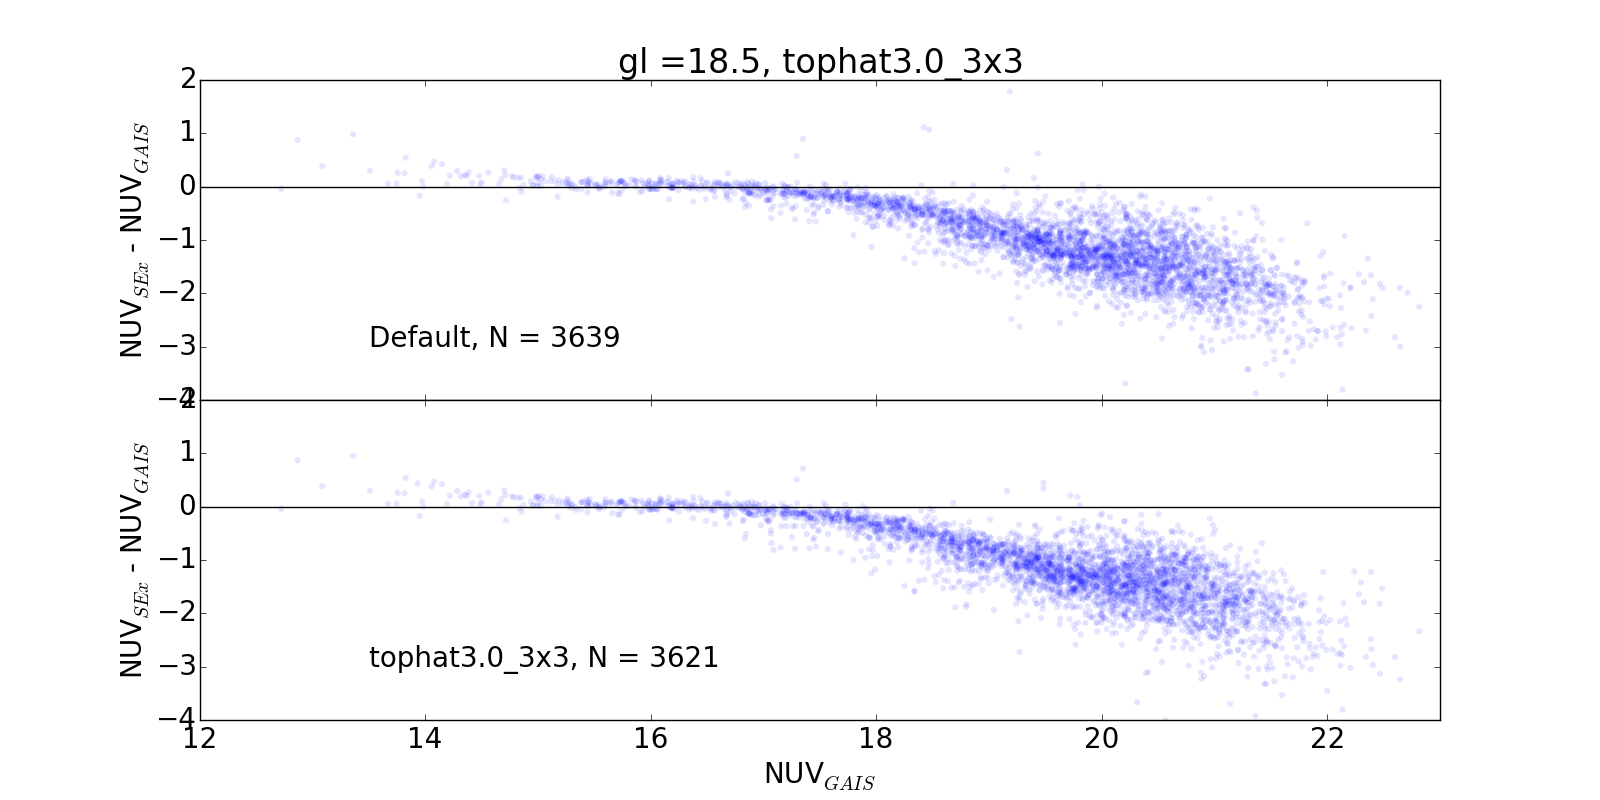 gl =18.5, tophat3.0_3x3
2
1
0
−1
−2
−3
−4
NUV_SEx - NUV_GAIS
Default, N = 3639
2
1
0
−1
−2
−3
−4
NUV_SEx - NUV_GAIS
tophat3.0_3x3, N = 3621
12 14 16 18 20 22
NUV_GAIS